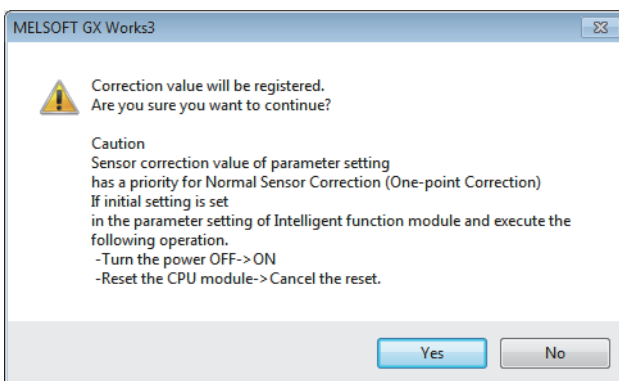 MELSOFT GX Works3
Correction value will be registered.
Are you sure you want to continue?
Caution
Sensor correction value of parameter setting
has a priority for Normal Sensor Correction (One-point Correction)
If initial setting is set
in the parameter setting of Intelligent function module and execute the
following operation.
-Turn the power OFF->ON
-Reset the CPU module->Cancel the reset.
Yes
No